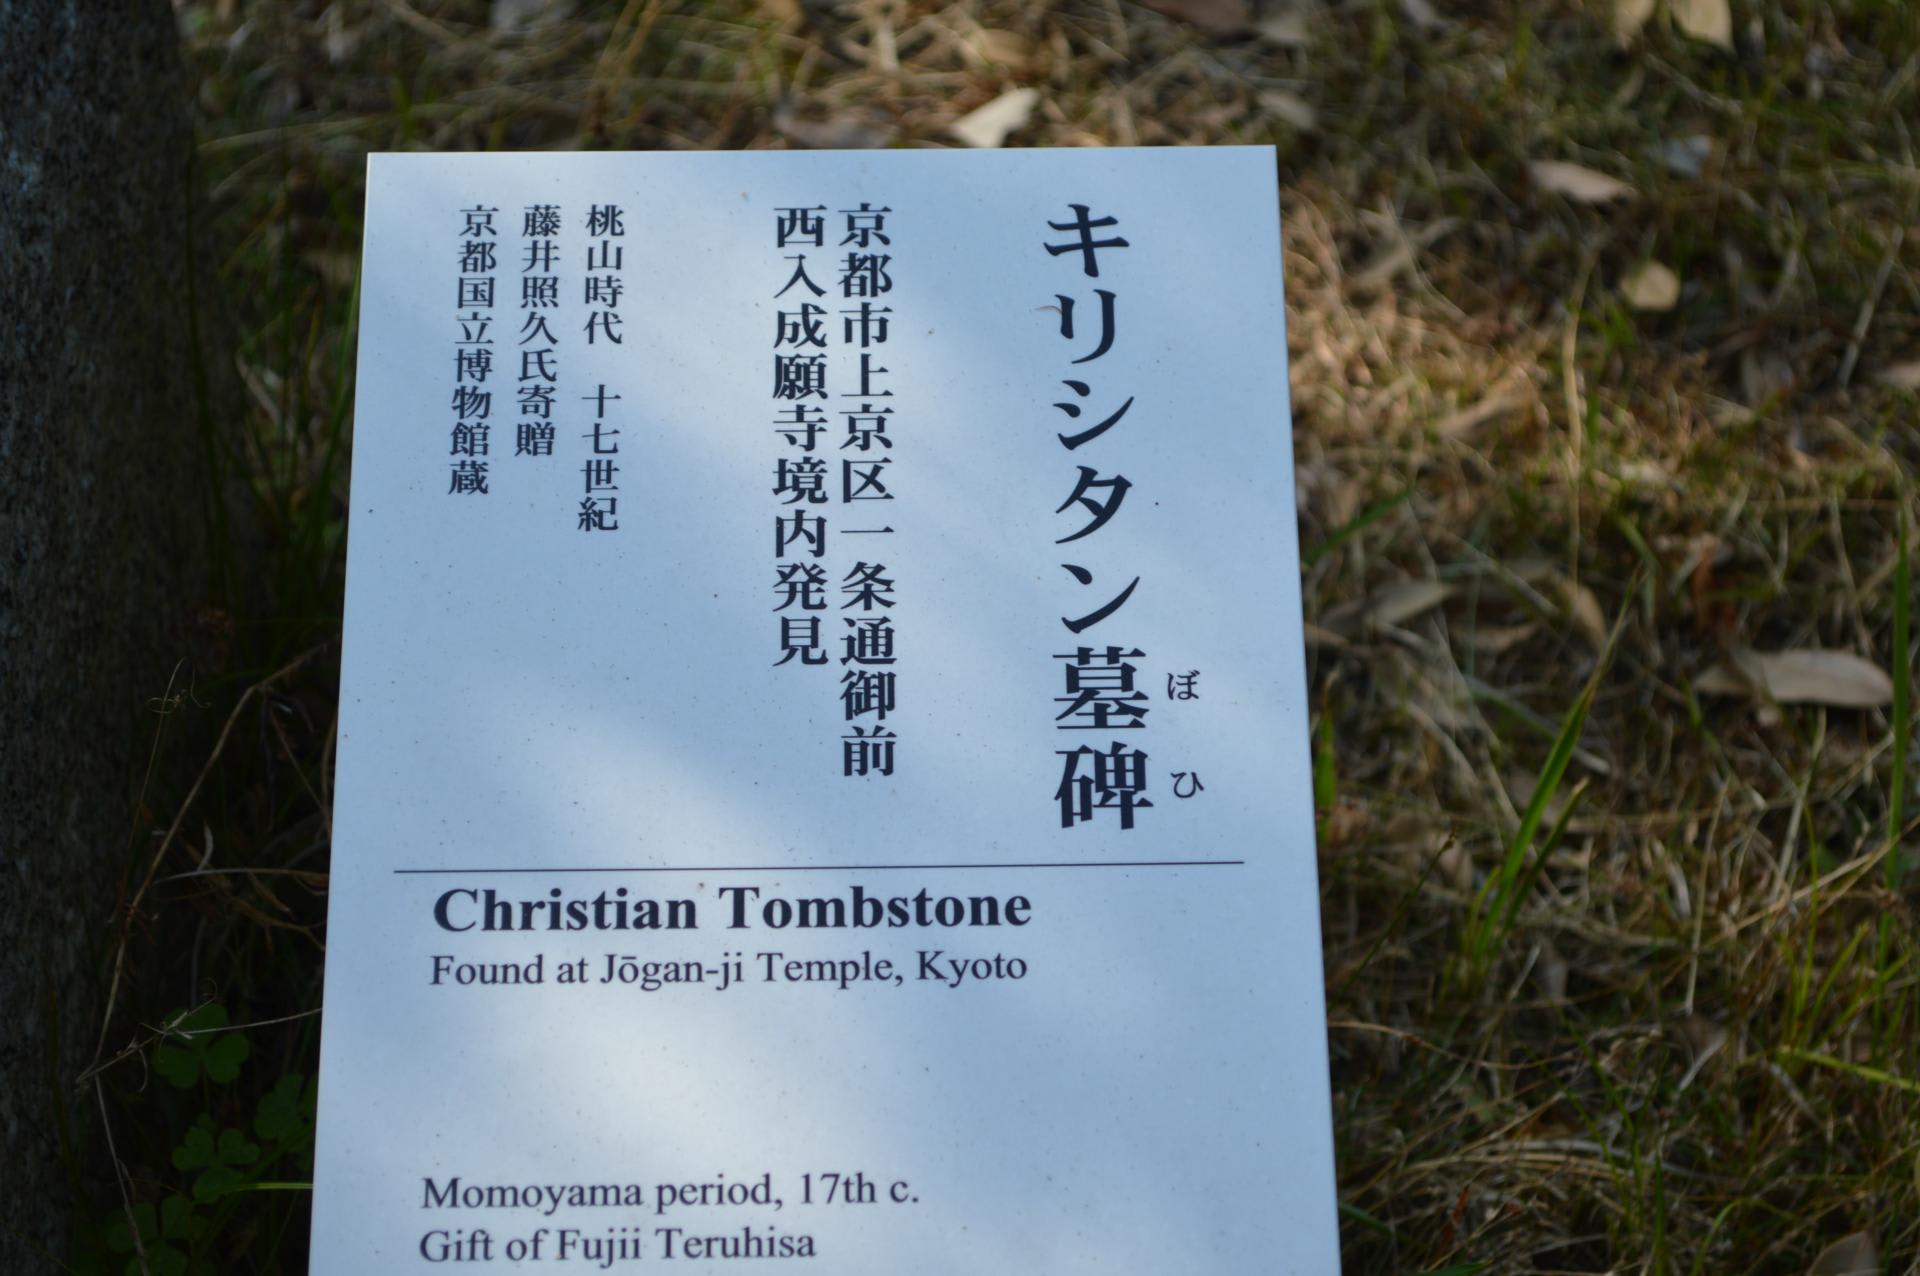 キリシタン墓碑
ぼひ
京都市上京区一条通御前
西入成願寺境内発見
桃山時代　十七世紀
藤井照久氏寄贈
京都国立博物館蔵
Christian Tombstone
Found at Jōgan-ji Temple, Kyoto
Momoyama period, 17th c.
Gift of Fujii Teruhisa